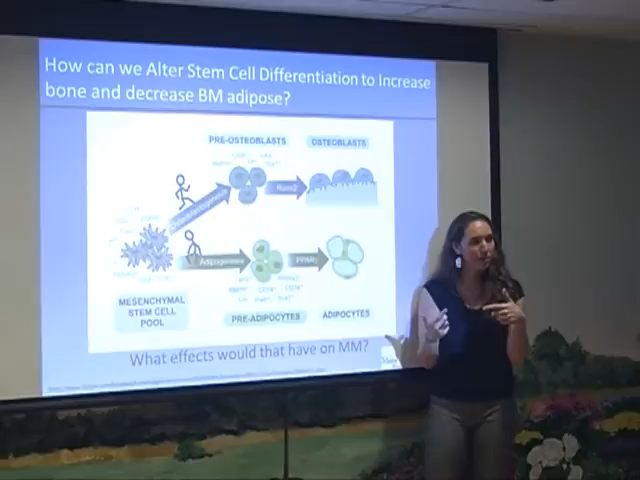 How can we Alter Stem Cell Differentiation to Increase
bone and decrease BM adipose?
PRE-OSTEOBLASTS
OSTEOBLASTS
Osteoblastogenesis
Runx2
Adipogenesis
PPARγ
MESENCHYMAL
STEM CELL
POOL
PRE-ADIPOCYTES
ADIPOCYTES
What effects would that have on MM?